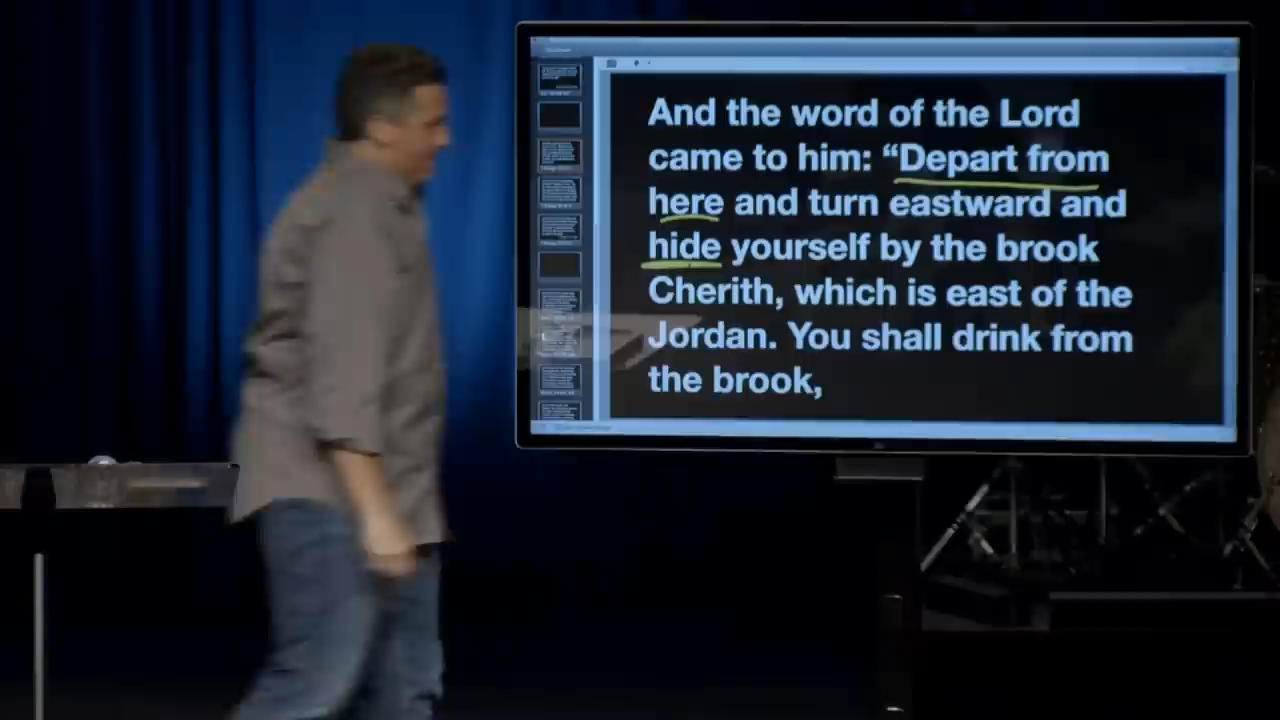 And the word of the Lord
came to him: “Depart from
here and turn eastward and
hide yourself by the brook
Cherith, which is east of the
Jordan. You shall drink from
the brook,